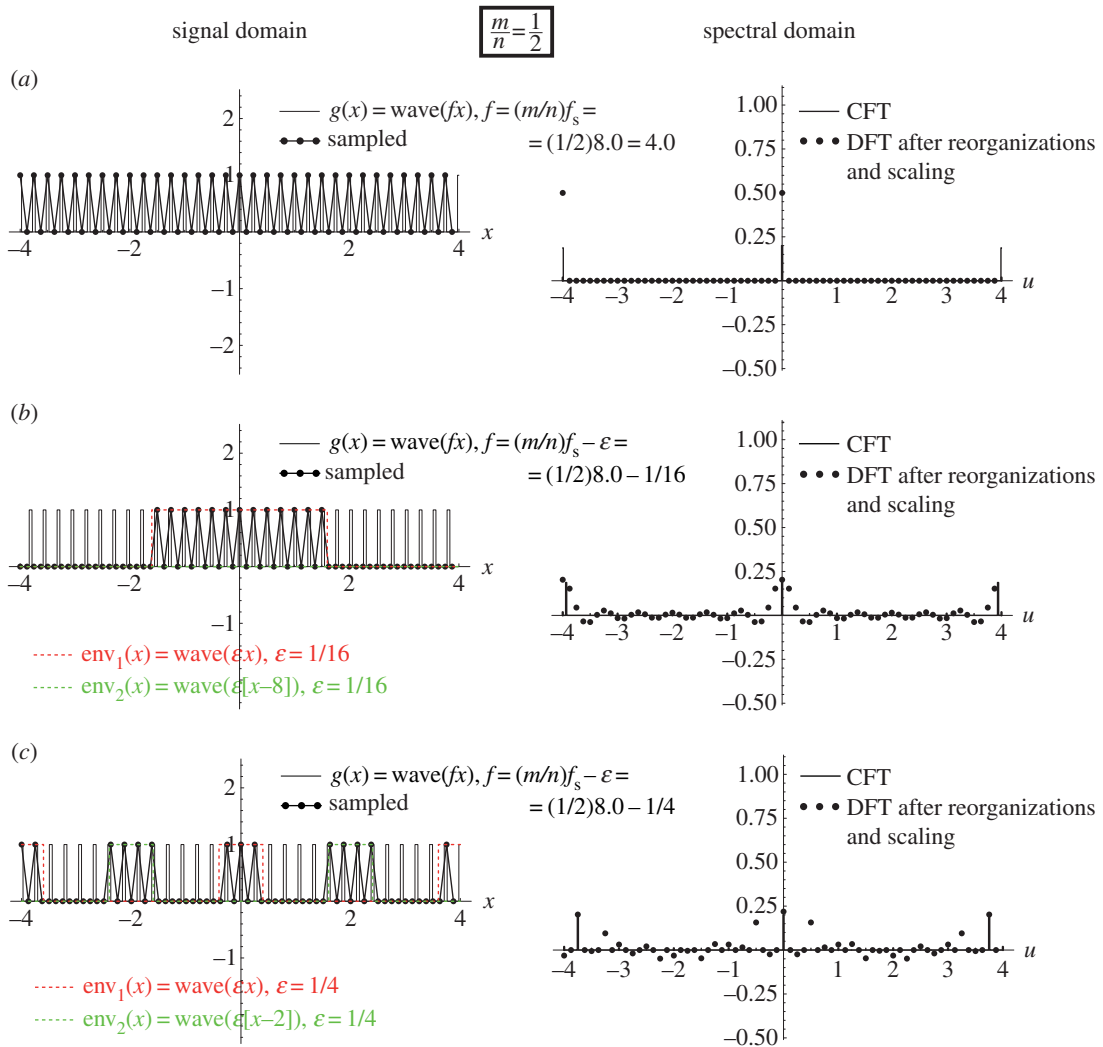 signal domain
m/n = 1/2
spectral domain
(a)
g(x) = wave(fx), f = (m/n)f_s =
= (1/2)8.0 = 4.0
sampled
2
1
−1
−2
−4 −2 2 4 x
CFT
DFT after reorganizations
and scaling
1.00
0.75
0.50
0.25
−0.25
−0.50
−4 −3 −2 −1 1 2 3 4 u
(b)
g(x) = wave(fx), f = (m/n)f_s − ε =
= (1/2)8.0 − 1/16
sampled
2
1
−1
−4 −2 2 4 x
env_1(x) = wave(εx), ε = 1/16
env_2(x) = wave(ε[x−8]), ε = 1/16
CFT
DFT after reorganizations
and scaling
1.00
0.75
0.50
0.25
−0.25
−0.50
−4 −3 −2 −1 1 2 3 4 u
(c)
g(x) = wave(fx), f = (m/n)f_s − ε =
= (1/2)8.0 − 1/4
sampled
2
1
−1
−4 −2 2 4 x
env_1(x) = wave(εx), ε = 1/4
env_2(x) = wave(ε[x−2]), ε = 1/4
CFT
DFT after reorganizations
and scaling
1.00
0.75
0.50
0.25
−0.25
−0.50
−4 −3 −2 −1 1 2 3 4 u